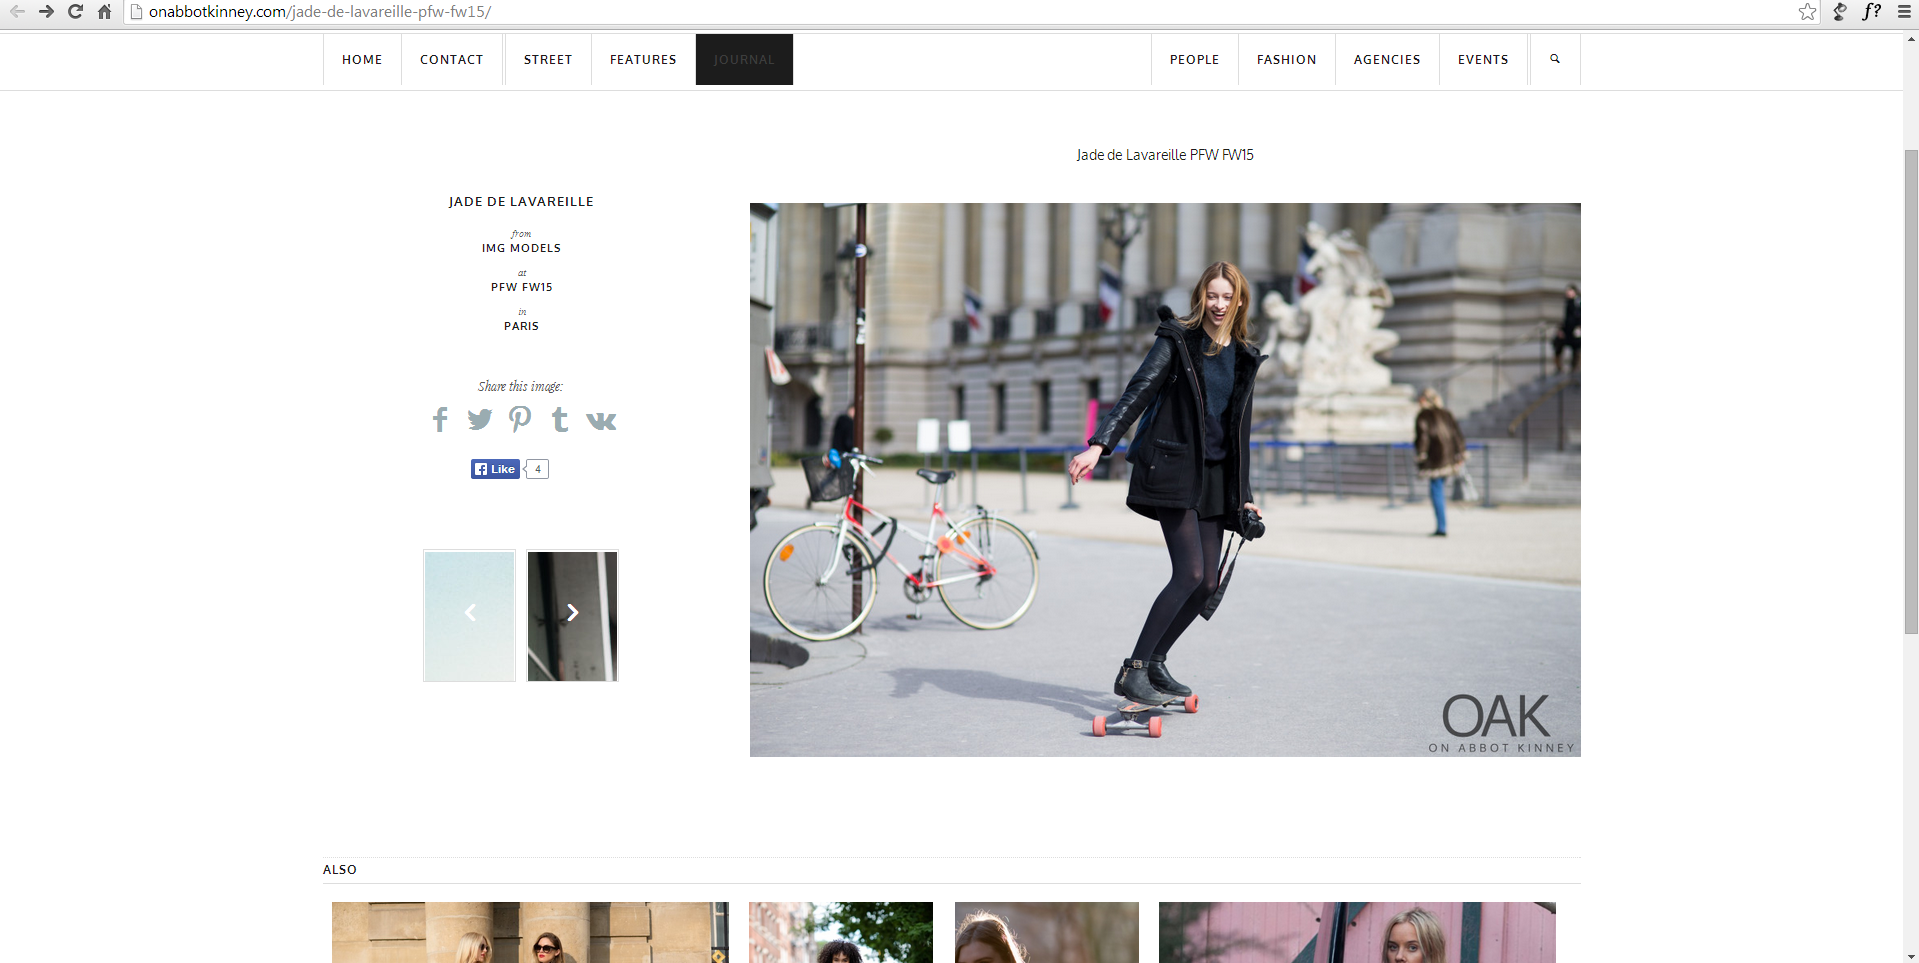 onabbotkinney.com/jade-de-lavareille-pfw-fw15/
f?
HOME
CONTACT
STREET
FEATURES
JOURNAL
PEOPLE
FASHION
AGENCIES
EVENTS
Jade de Lavareille PFW FW15
JADE DE LAVAREILLE
from
IMG MODELS
at
PFW FW15
in
PARIS
Share this image:
Like
4
OAK
ON ABBOT KINNEY
ALSO